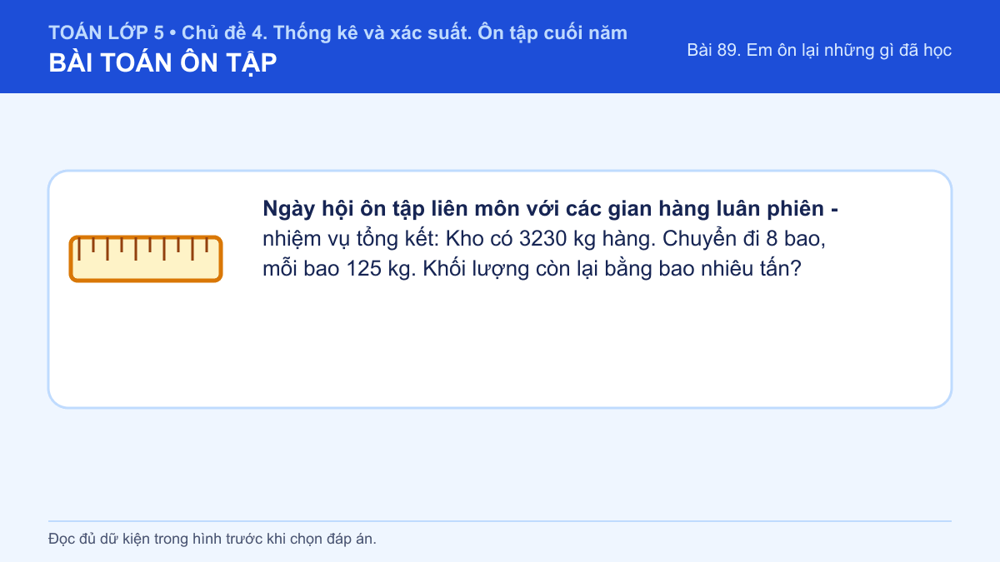 TOÁN LỚP 5 • Chủ đề 4. Thống kê và xác suất. Ôn tập cuối năm
BÀI TOÁN ÔN TẬP
Bài 89. Em ôn lại những gì đã học
Ngày hội ôn tập liên môn với các gian hàng luân phiên -
nhiệm vụ tổng kết: Kho có 3230 kg hàng. Chuyển đi 8 bao,
mỗi bao 125 kg. Khối lượng còn lại bằng bao nhiêu tấn?
Đọc đủ dữ kiện trong hình trước khi chọn đáp án.